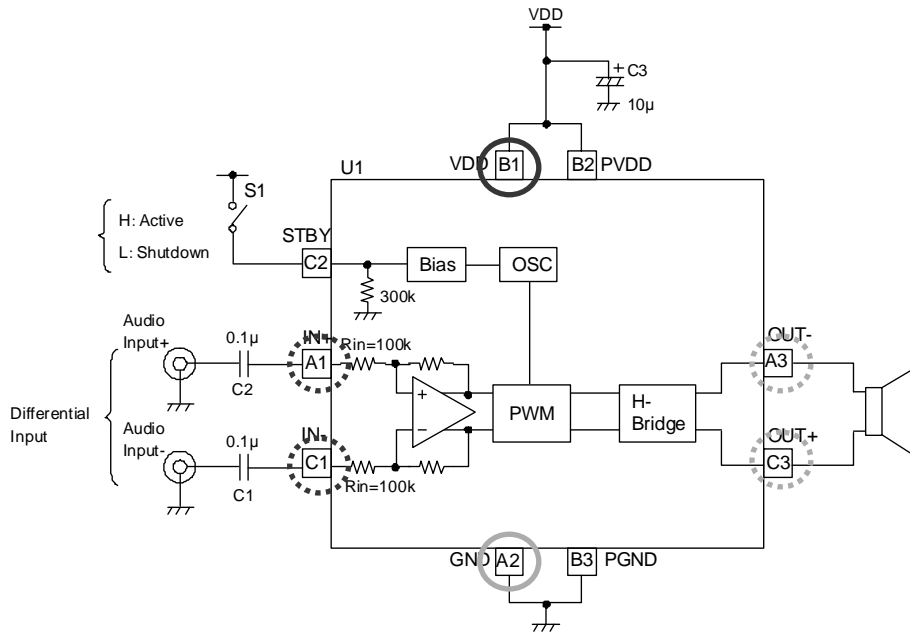 VDD
+ C3
10µ
U1
VDD B1
B2 PVDD
S1
H: Active
L: Shutdown
STBY
C2
Bias
OSC
300k
Audio
Input+
0.1µ
C2
IN+
A1
Rin=100k
OUT-
A3
Differential
Input
+
−
PWM
H-
Bridge
Audio
Input-
0.1µ
C1
IN-
C1
Rin=100k
OUT+
C3
GND A2
B3 PGND